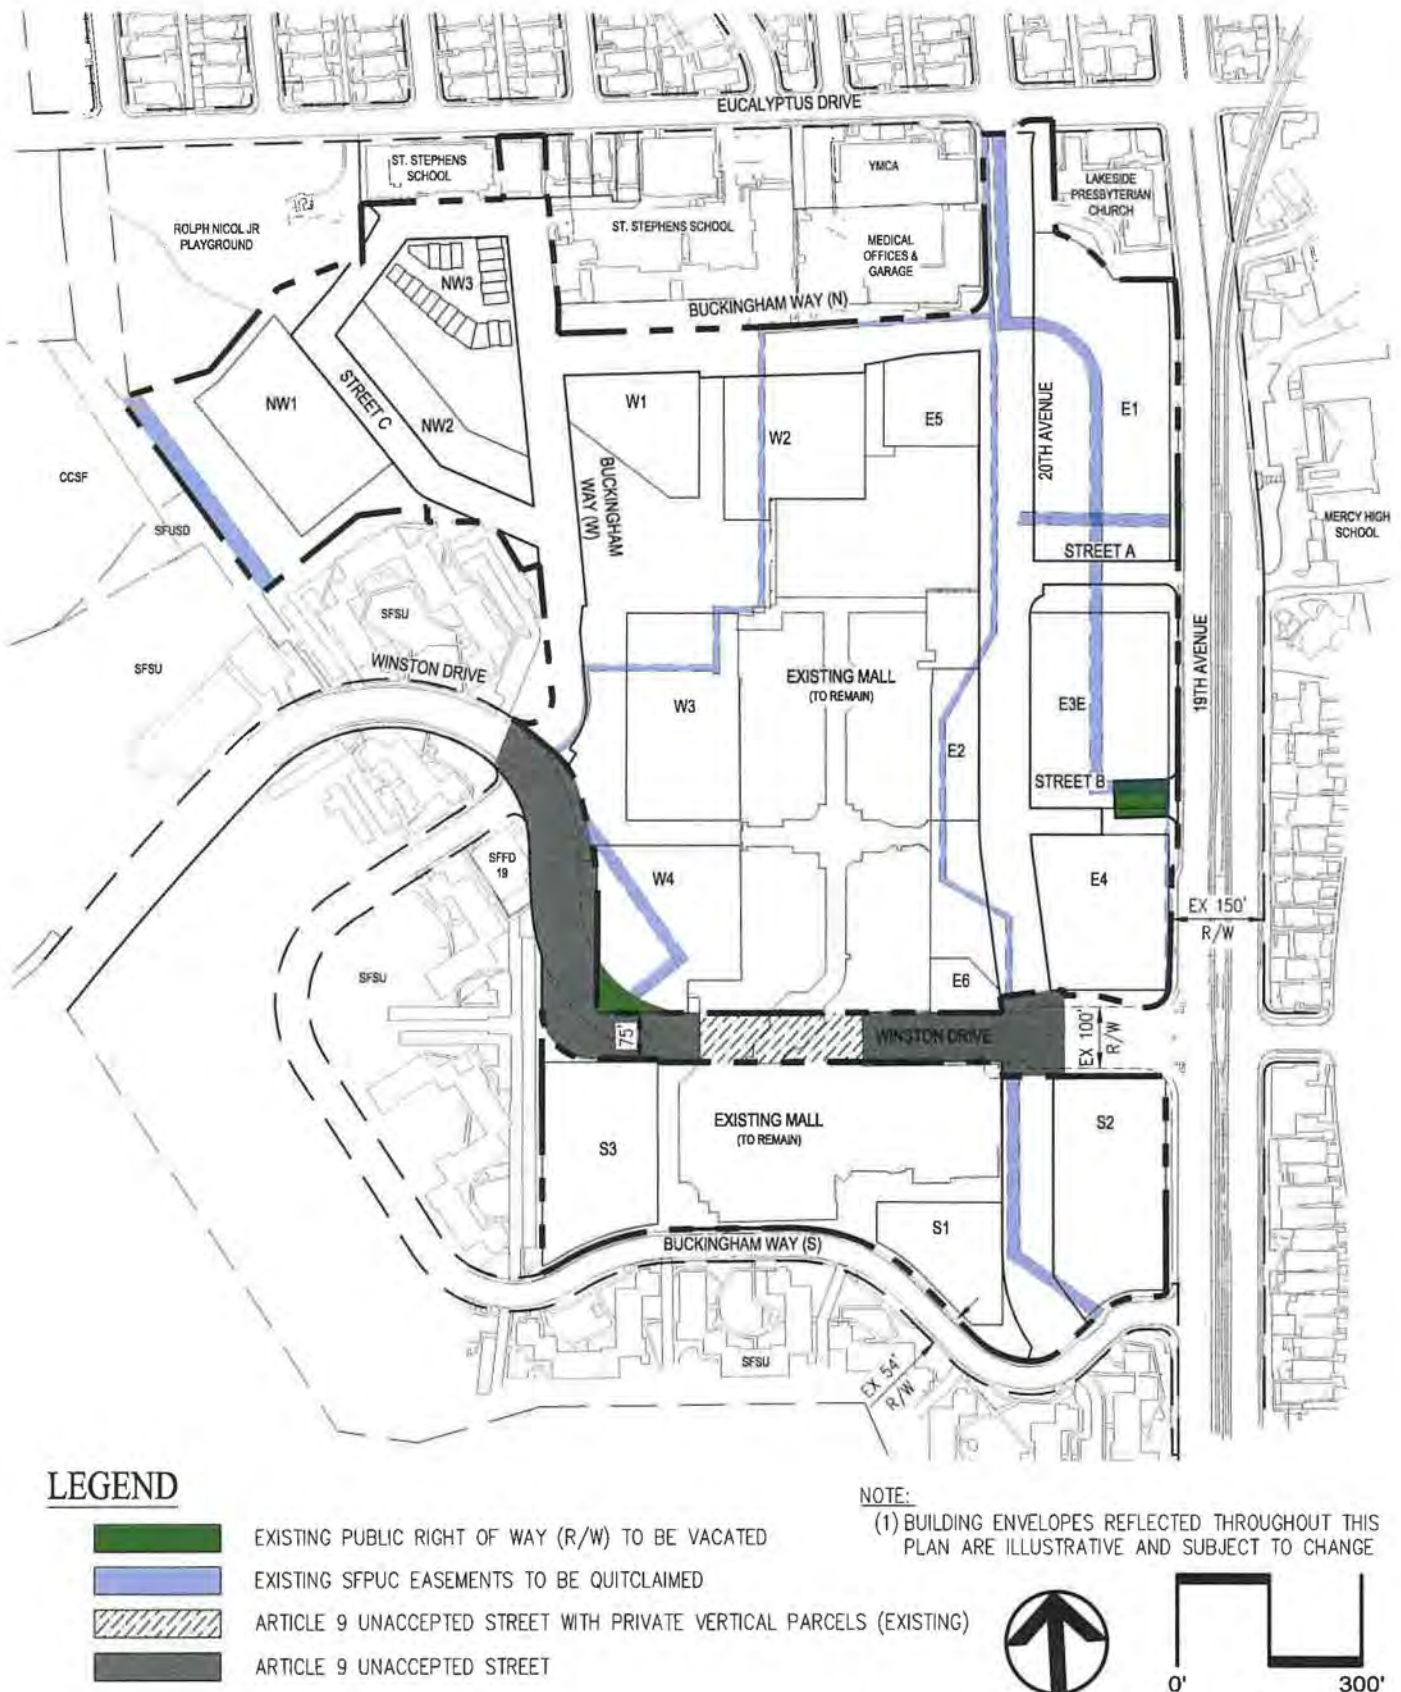 EUCALYPTUS DRIVE
ST. STEPHENS
SCHOOL
YMCA
LAKESIDE
PRESBYTERIAN
CHURCH
ROLPH NICOL JR
PLAYGROUND
ST. STEPHENS SCHOOL
MEDICAL
OFFICES &
GARAGE
NW3
BUCKINGHAM WAY (N)
NW1
STREET C
NW2
W1
W2
E5
20TH AVENUE
E1
CCSF
SFUSD
BUCKINGHAM
WAY (W)
MERCY HIGH
SCHOOL
STREET A
SFSU
SFSU
WINSTON DRIVE
EXISTING MALL
(TO REMAIN)
W3
E3E
19TH AVENUE
E2
STREET B
SFFD
19
W4
E4
EX 150'
R/W
SFSU
E6
75'
WINSTON DRIVE
EX 100'
R/W
EXISTING MALL
(TO REMAIN)
S3
S2
S1
BUCKINGHAM WAY (S)
SFSU
EX 54'
R/W
LEGEND
EXISTING PUBLIC RIGHT OF WAY (R/W) TO BE VACATED
EXISTING SFPUC EASEMENTS TO BE QUITCLAIMED
ARTICLE 9 UNACCEPTED STREET WITH PRIVATE VERTICAL PARCELS (EXISTING)
ARTICLE 9 UNACCEPTED STREET
NOTE:
(1) BUILDING ENVELOPES REFLECTED THROUGHOUT THIS
PLAN ARE ILLUSTRATIVE AND SUBJECT TO CHANGE
0'
300'